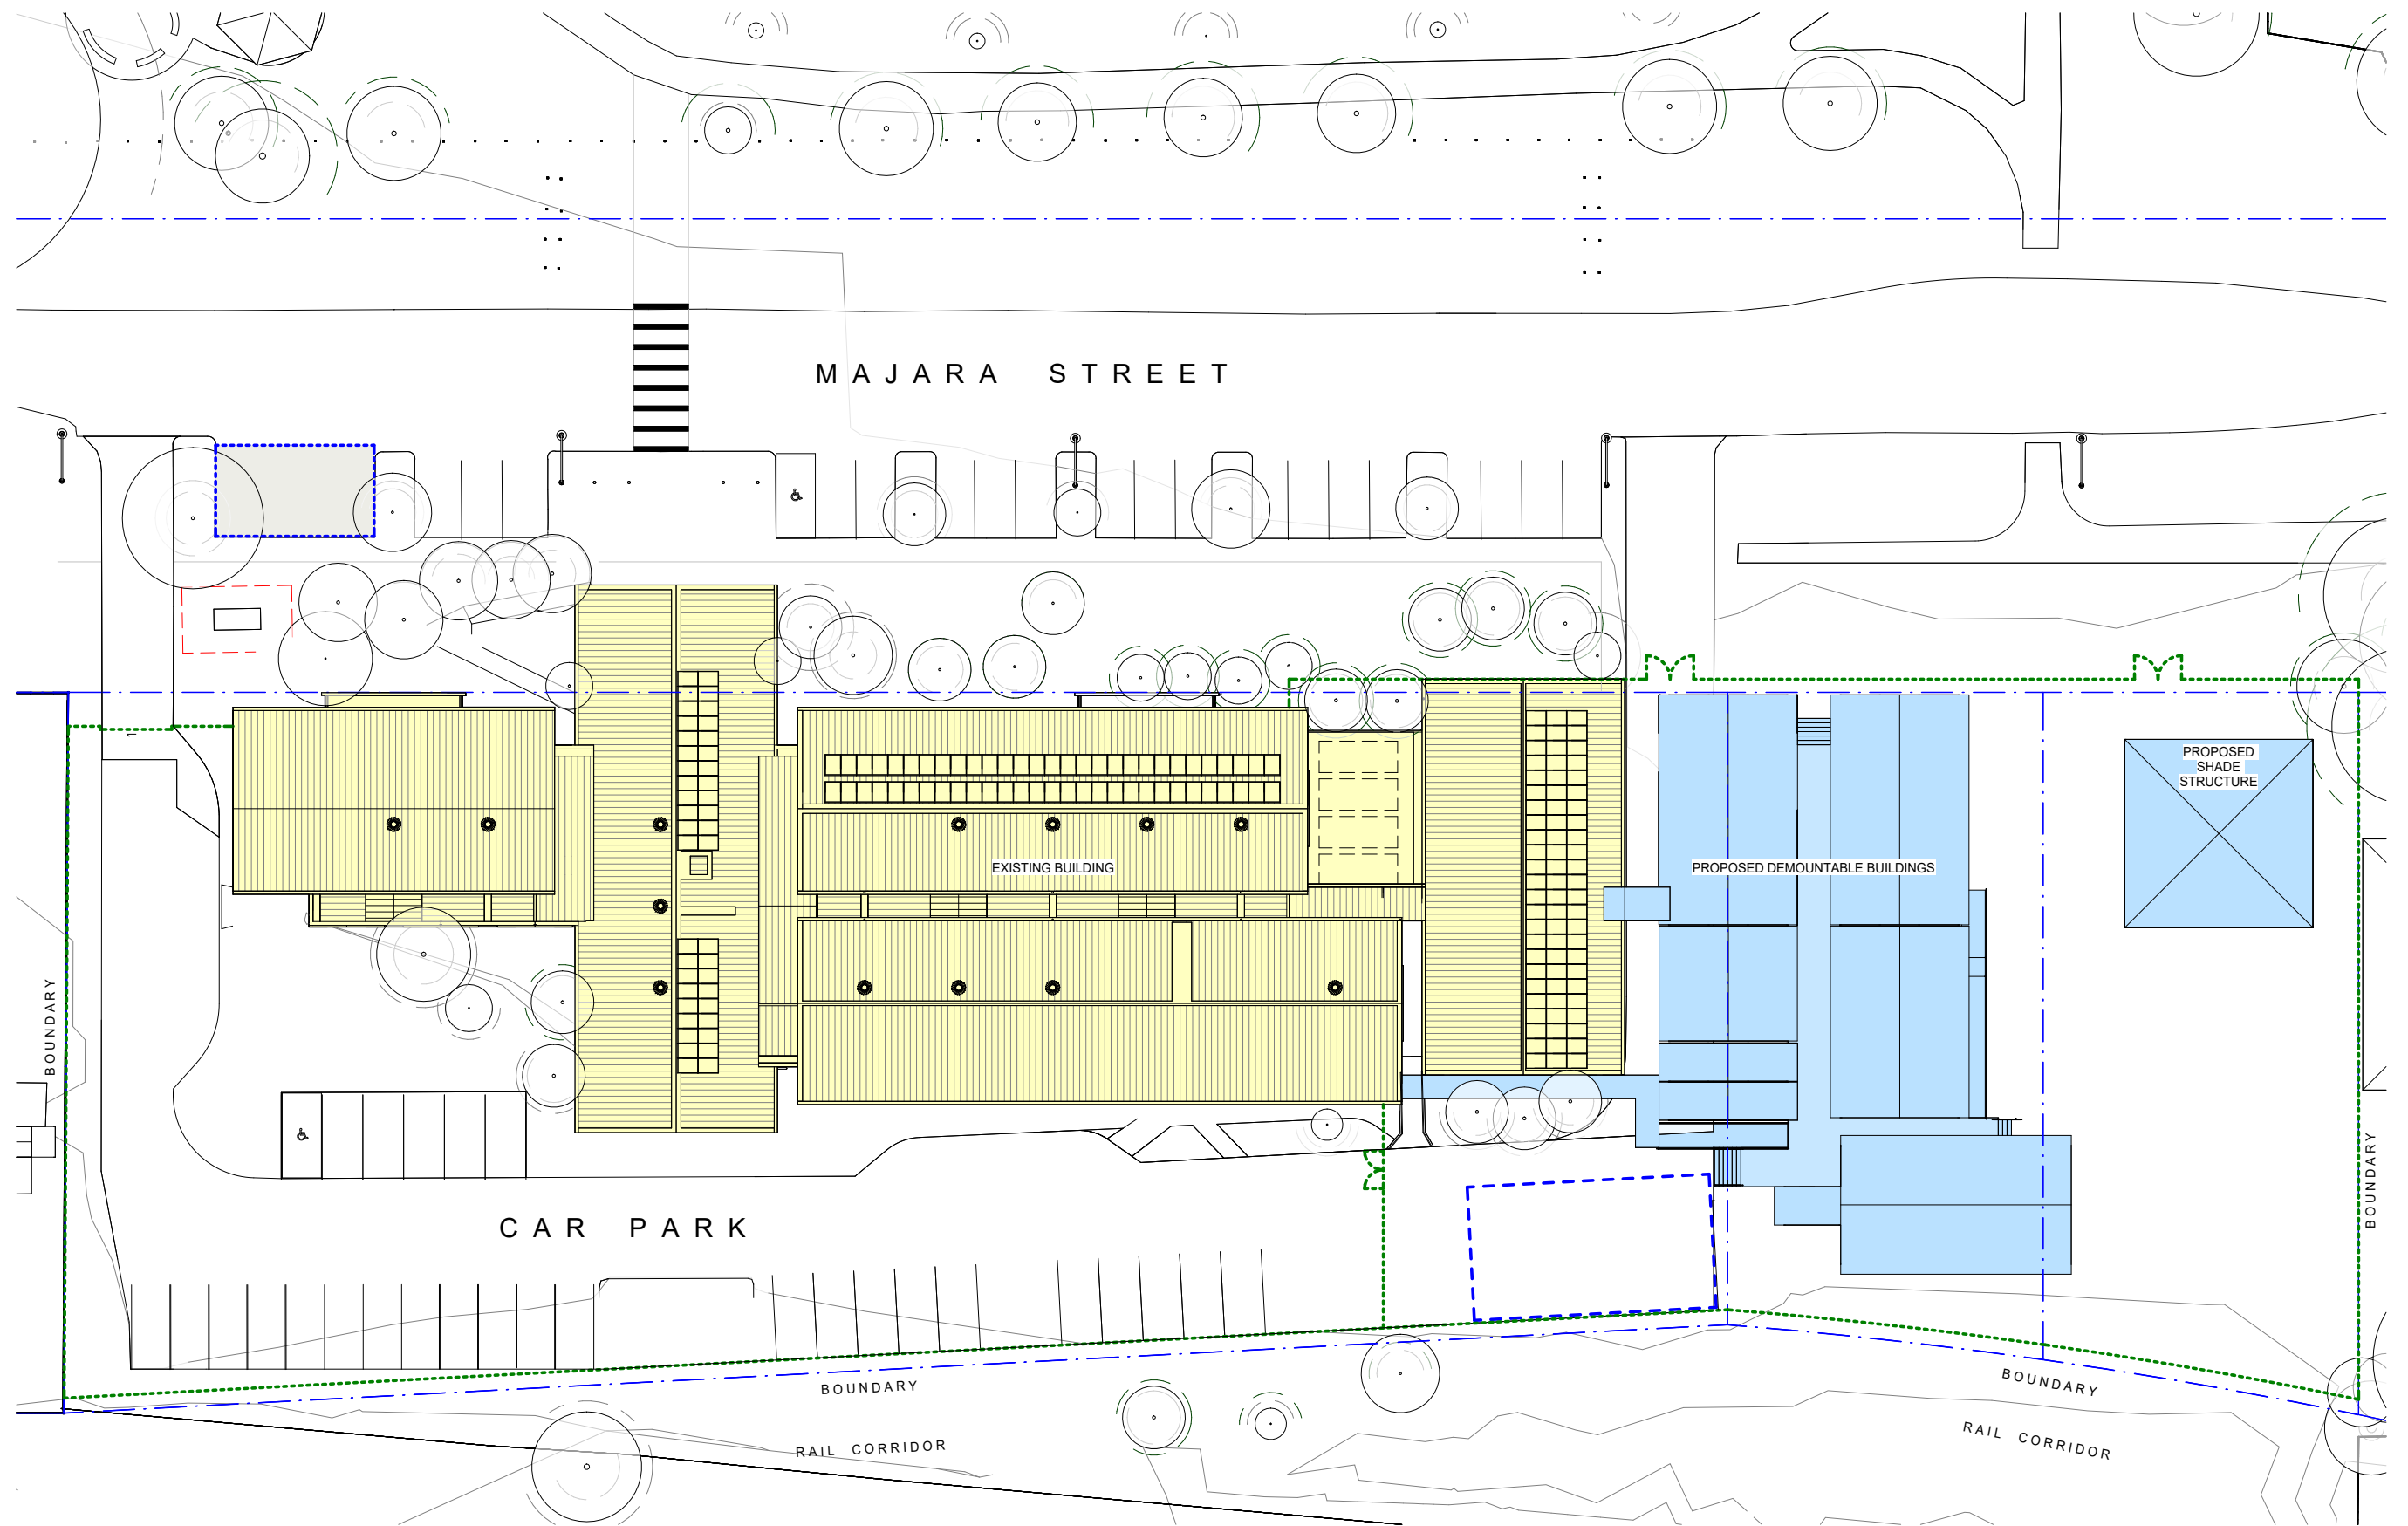 MAJARA STREET
PROPOSED
SHADE
STRUCTURE
EXISTING BUILDING
PROPOSED DEMOUNTABLE BUILDINGS
BOUNDARY
BOUNDARY
CAR PARK
BOUNDARY
BOUNDARY
RAIL CORRIDOR
RAIL CORRIDOR